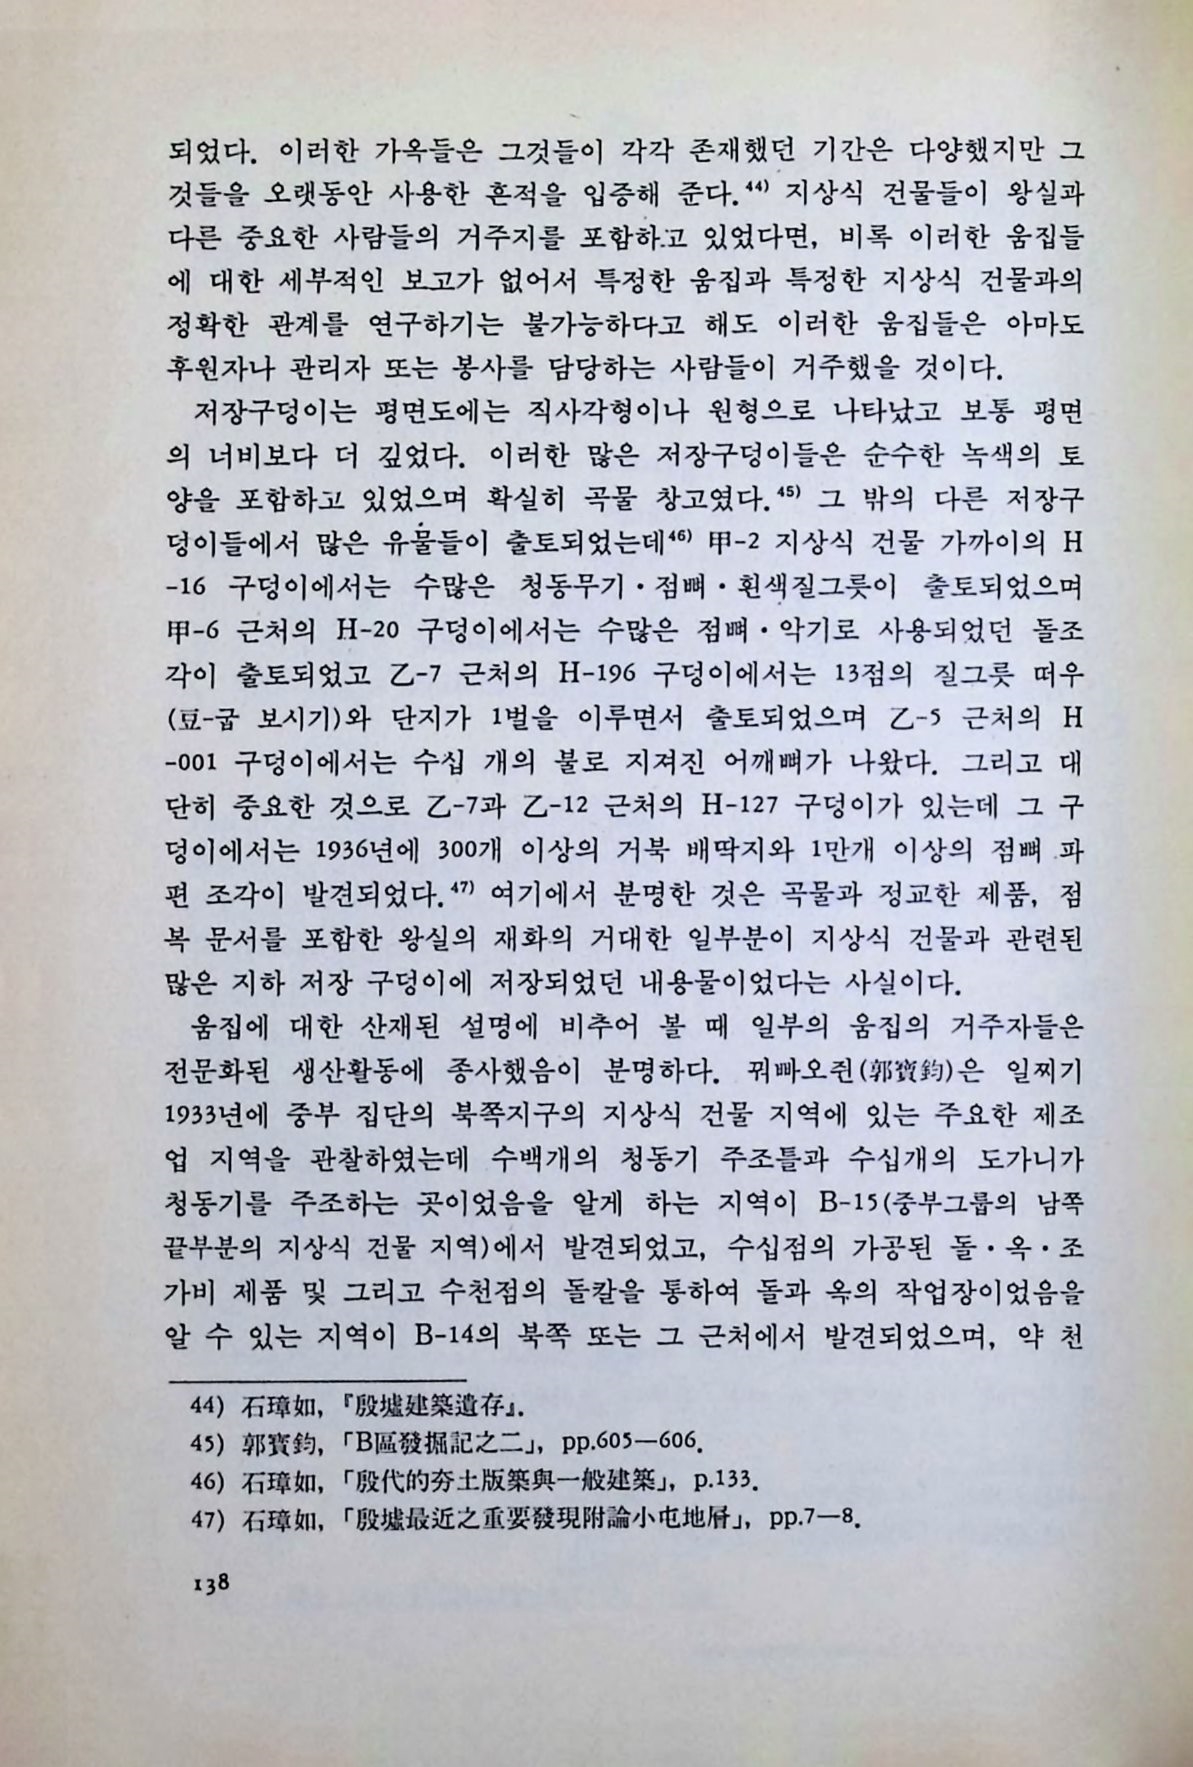 되었다. 이러한 가옥들은 그것들이 각각 존재했던 기간은 다양했지만 그
것들을 오랫동안 사용한 흔적을 입증해 준다.⁴⁴⁾ 지상식 건물들이 왕실과
다른 중요한 사람들의 거주지를 포함하고 있었다면, 비록 이러한 움집들
에 대한 세부적인 보고가 없어서 특정한 움집과 특정한 지상식 건물과의
정확한 관계를 연구하기는 불가능하다고 해도 이러한 움집들은 아마도
후원자나 관리자 또는 봉사를 담당하는 사람들이 거주했을 것이다.
저장구덩이는 평면도에는 직사각형이나 원형으로 나타났고 보통 평면
의 너비보다 더 깊었다. 이러한 많은 저장구덩이들은 순수한 녹색의 토
양을 포함하고 있었으며 확실히 곡물 창고였다.⁴⁵⁾ 그 밖의 다른 저장구
덩이들에서 많은 유물들이 출토되었는데⁴⁶⁾ 甲-2 지상식 건물 가까이의 H
-16 구덩이에서는 수많은 청동무기·점뼈·흰색질그릇이 출토되었으며
甲-6 근처의 H-20 구덩이에서는 수많은 점뼈·악기로 사용되었던 돌조
각이 출토되었고 乙-7 근처의 H-196 구덩이에서는 13점의 질그릇 떠우
(豆-굽 보시기)와 단지가 1벌을 이루면서 출토되었으며 乙-5 근처의 H
-001 구덩이에서는 수십 개의 불로 지져진 어깨뼈가 나왔다. 그리고 대
단히 중요한 것으로 乙-7과 乙-12 근처의 H-127 구덩이가 있는데 그 구
덩이에서는 1936년에 300개 이상의 거북 배딱지와 1만개 이상의 점뼈 파
편 조각이 발견되었다.⁴⁷⁾ 여기에서 분명한 것은 곡물과 정교한 제품, 점
복 문서를 포함한 왕실의 재화의 거대한 일부분이 지상식 건물과 관련된
많은 지하 저장 구덩이에 저장되었던 내용물이었다는 사실이다.
움집에 대한 산재된 설명에 비추어 볼 때 일부의 움집의 거주자들은
전문화된 생산활동에 종사했음이 분명하다. 꿔빠오쥔(郭寶鈞)은 일찌기
1933년에 중부 집단의 북쪽지구의 지상식 건물 지역에 있는 주요한 제조
업 지역을 관찰하였는데 수백개의 청동기 주조틀과 수십개의 도가니가
청동기를 주조하는 곳이었음을 알게 하는 지역이 B-15(중부그룹의 남쪽
끝부분의 지상식 건물 지역)에서 발견되었고, 수십점의 가공된 돌·옥·조
가비 제품 및 그리고 수천점의 돌칼을 통하여 돌과 옥의 작업장이었음을
알 수 있는 지역이 B-14의 북쪽 또는 그 근처에서 발견되었으며, 약 천
44) 石璋如, 『殷墟建築遺存』.
45) 郭寶鈞, 「B區發掘記之二」, pp.605—606.
46) 石璋如, 「殷代的夯土版築與一般建築」, p.133.
47) 石璋如, 「殷墟最近之重要發現附論小屯地層」, pp.7—8.
138